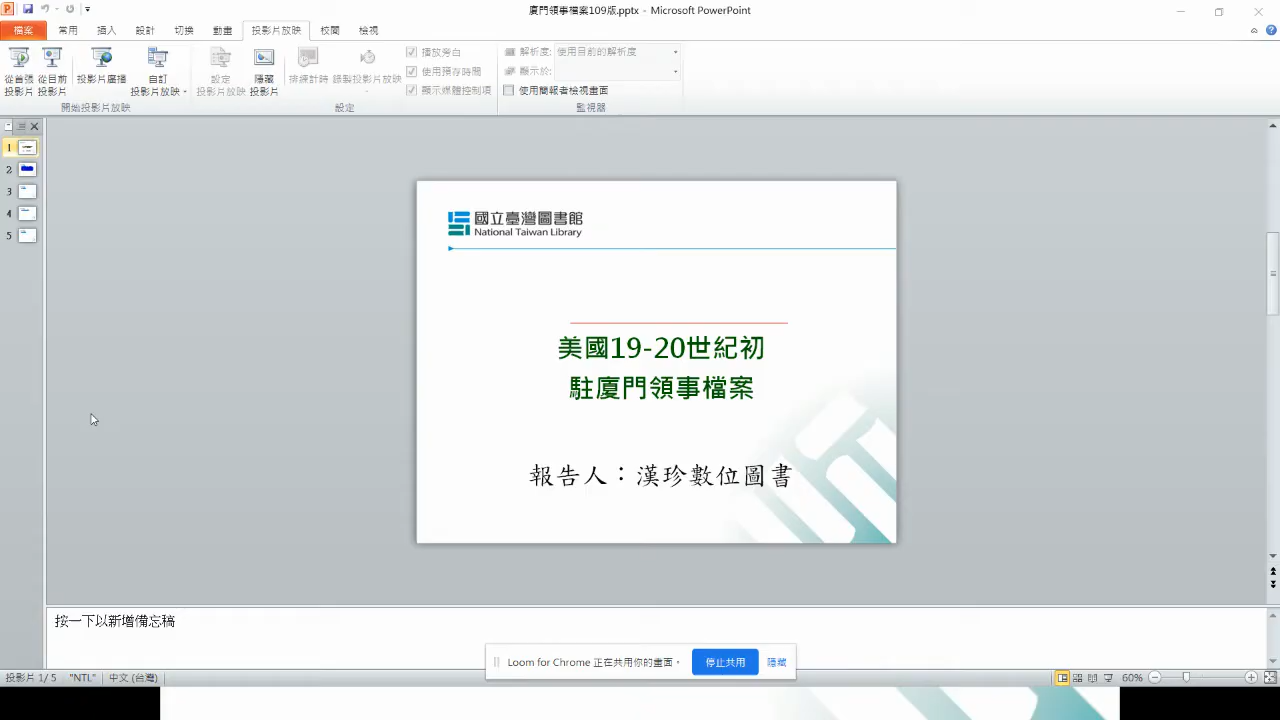 廈門領事檔案109版.pptx - Microsoft PowerPoint
檔案 常用 插入 設計 切換 動畫 投影片放映 校閱 檢視
從首張投影片
從目前投影片
投影片廣播
自訂投影片放映
設定投影片放映
隱藏投影片
排練計時
錄製投影片放映
播放旁白
使用預存時間
顯示媒體控制項
解析度: 使用目前的解析度
顯示於:
使用簡報者檢視畫面
開始投影片放映 設定 監視器
1
2
3
4
5
國立臺灣圖書館
National Taiwan Library
美國19-20世紀初
駐廈門領事檔案
報告人：漢珍數位圖書
按一下以新增備忘稿
Loom for Chrome 正在共用你的畫面。 停止共用 隱藏
投影片 1/5 "NTL" 中文 (台灣) 60%